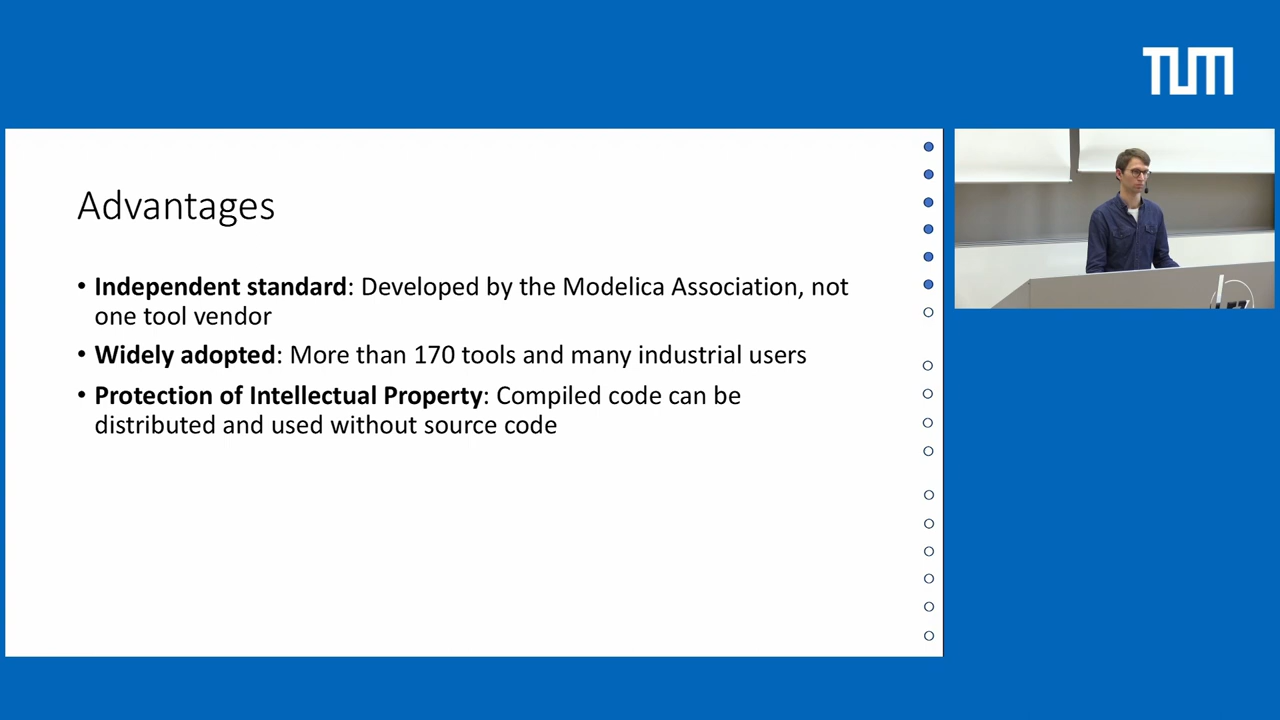 TUM
Advantages
• Independent standard: Developed by the Modelica Association, not
one tool vendor
• Widely adopted: More than 170 tools and many industrial users
• Protection of Intellectual Property: Compiled code can be
distributed and used without source code